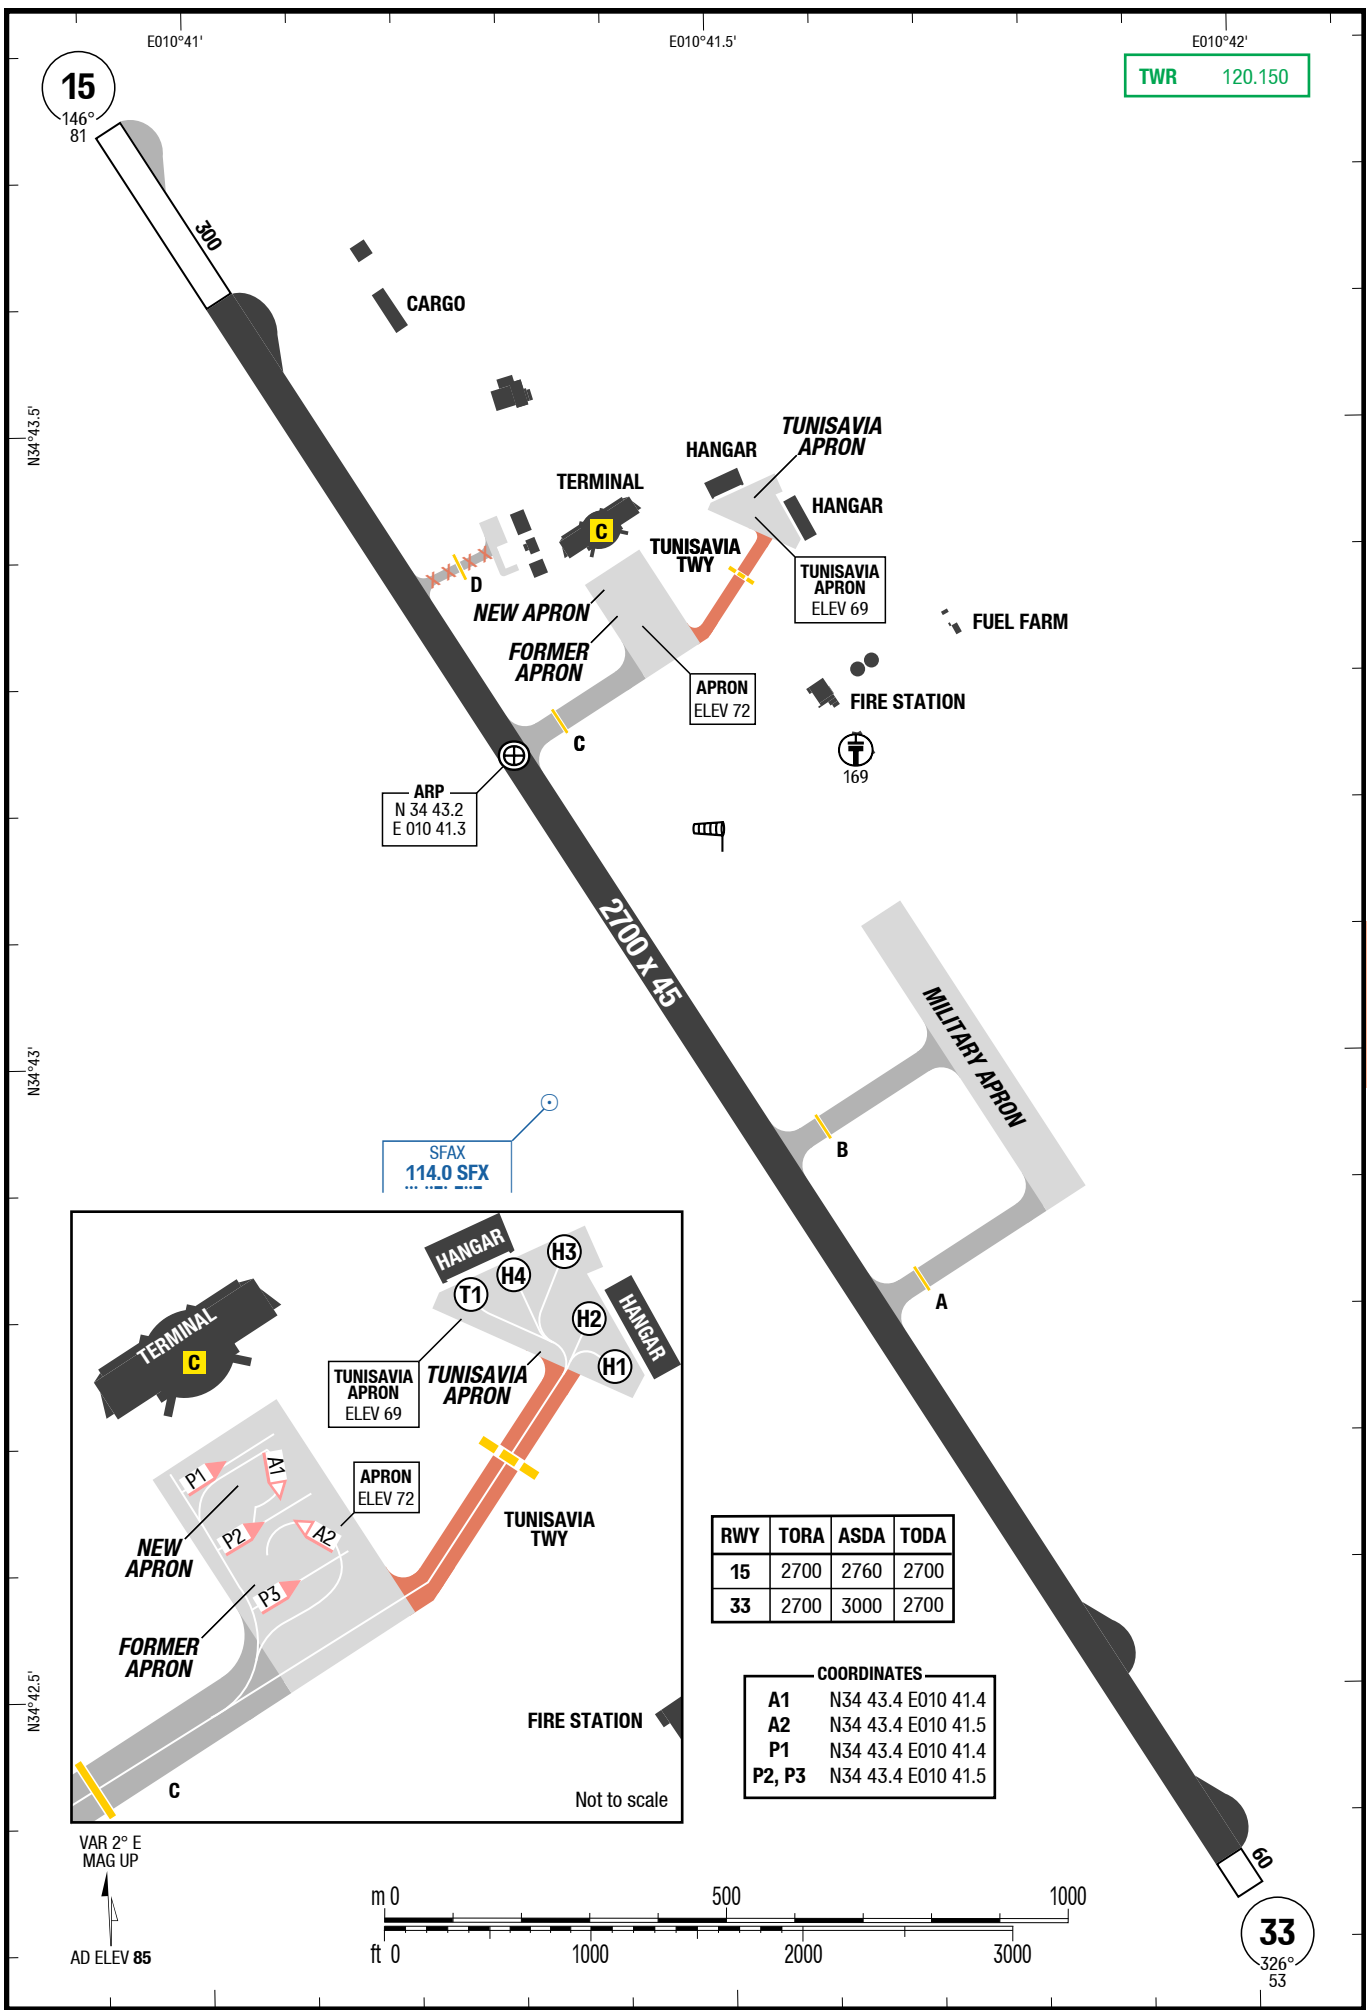 E010°41'
E010°41.5'
E010°42'
15
146°
81
TWR 120.150
300
CARGO
N34°43.5'
TUNISAVIA
APRON
HANGAR
TERMINAL
HANGAR
C
TUNISAVIA
TWY
TUNISAVIA
APRON
ELEV 69
D
NEW APRON
FUEL FARM
FORMER
APRON
APRON
ELEV 72
FIRE STATION
C
169
ARP
N 34 43.2
E 010 41.3
2700 x 45
MILITARY APRON
N34°43'
B
SFAX
114.0 SFX
A
HANGAR
H3
H4
T1
H2
HANGAR
H1
TERMINAL
C
TUNISAVIA
APRON
ELEV 69
TUNISAVIA
APRON
P1
A1
APRON
ELEV 72
P2
A2
NEW
APRON
TUNISAVIA
TWY
P3
FORMER
APRON
FIRE STATION
C
Not to scale
N34°42.5'
RWY TORA ASDA TODA
15 2700 2760 2700
33 2700 3000 2700
COORDINATES
A1 N34 43.4 E010 41.4
A2 N34 43.4 E010 41.5
P1 N34 43.4 E010 41.4
P2, P3 N34 43.4 E010 41.5
60
VAR 2° E
MAG UP
AD ELEV 85
m 0 500 1000
ft 0 1000 2000 3000
33
326°
53